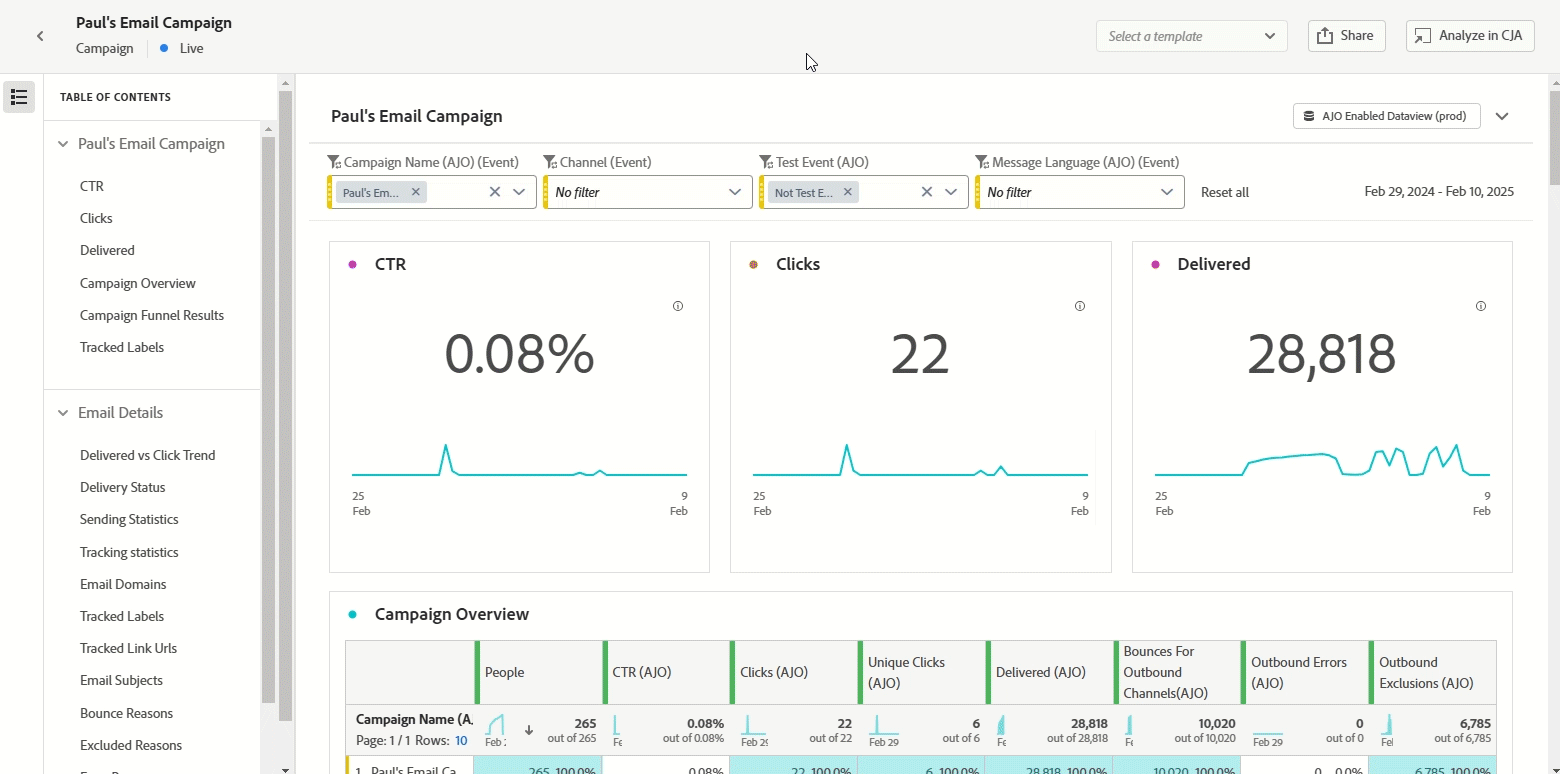 Paul's Email Campaign
Campaign
Live
Select a template
Share
Analyze in CJA
TABLE OF CONTENTS
Paul's Email Campaign
CTR
Clicks
Delivered
Campaign Overview
Campaign Funnel Results
Tracked Labels
Email Details
Delivered vs Click Trend
Delivery Status
Sending Statistics
Tracking statistics
Email Domains
Tracked Labels
Tracked Link Urls
Email Subjects
Bounce Reasons
Excluded Reasons
Paul's Email Campaign
AJO Enabled Dataview (prod)
Campaign Name (AJO) (Event)
Channel (Event)
Test Event (AJO)
Message Language (AJO) (Event)
Paul's Em...
No filter
Not Test E...
No filter
Reset all
Feb 29, 2024 - Feb 10, 2025
CTR
0.08%
25
Feb
9
Feb
Clicks
22
25
Feb
9
Feb
Delivered
28,818
25
Feb
9
Feb
Campaign Overview
People
CTR (AJO)
Clicks (AJO)
Unique Clicks
(AJO)
Delivered (AJO)
Bounces For
Outbound
Channels(AJO)
Outbound Errors
(AJO)
Outbound
Exclusions (AJO)
Campaign Name (A.
Page: 1 / 1 Rows: 10
Feb 2
265
out of 265
Fe
0.08%
out of 0.08%
Feb 29
22
out of 22
Feb 29
6
out of 6
Fe
28,818
out of 28,818
Fe
10,020
out of 10,020
Feb 29
0
out of 0
Fel
6,785
out of 6,785
1. Paul's Email Ca...
265 100.0%
0.08%
22 100.0%
6 100.0%
28,818 100.0%
10,020 100.0%
0 0.0%
6,785 100.0%